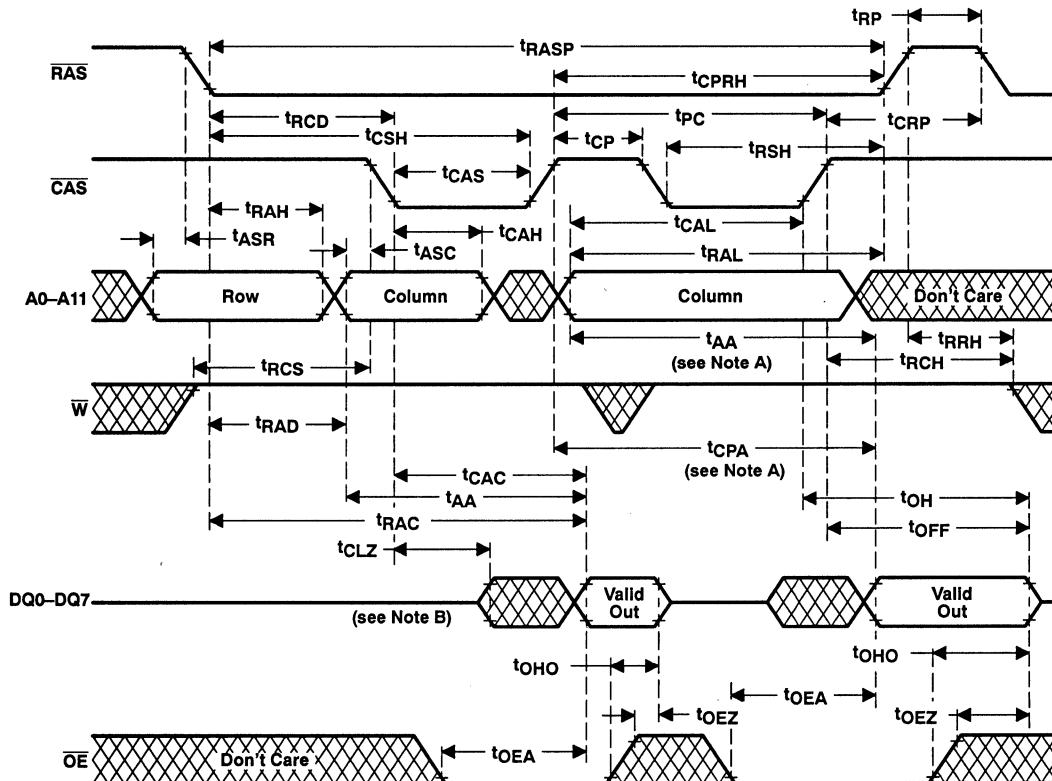 tRP
tRASP
RAS
tCPRH
tRCD
tPC
tCRP
tCSH
tCP
tRSH
CAS
tCAS
tRAH
tCAL
tCAH
tASR
tASC
tRAL
A0–A11
Row
Column
Column
Don't Care
tAA
(see Note A)
tRRH
tRCH
tRCS
W
tRAD
tCPA
(see Note A)
tCAC
tAA
tOH
tRAC
tOFF
tCLZ
DQ0–DQ7
(see Note B)
Valid
Out
Valid
Out
tOHO
tOHO
tOEA
tOEZ
tOEZ
OE
Don't Care
tOEA